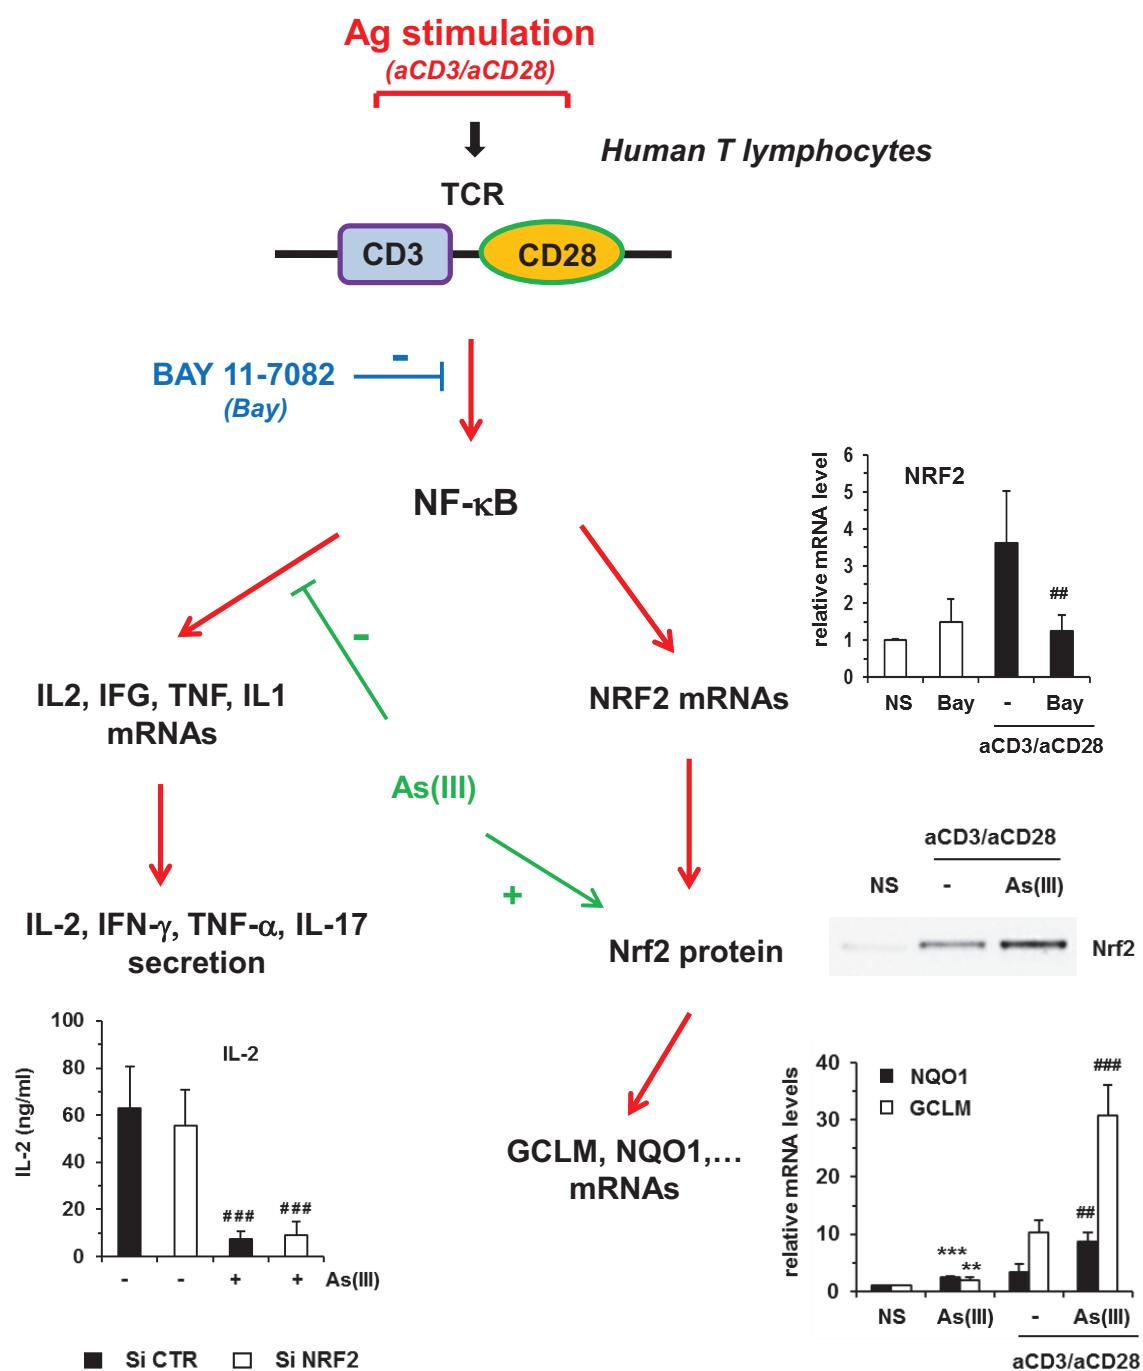 Ag stimulation
(aCD3/aCD28)
Human T lymphocytes
TCR
CD3
CD28
-
BAY 11-7082
(Bay)
NF-κB
relative mRNA level
6
5
4
3
2
1
0
NRF2
##
NS Bay - Bay
aCD3/aCD28
-
IL2, IFG, TNF, IL1
mRNAs
NRF2 mRNAs
As(III)
+
aCD3/aCD28
NS - As(III)
Nrf2
IL-2, IFN-γ, TNF-α, IL-17
secretion
Nrf2 protein
IL-2 (ng/ml)
100
80
60
40
20
0
IL-2
###
###
- - + + As(III)
Si CTR Si NRF2
GCLM, NQO1,...
mRNAs
relative mRNA levels
40
30
20
10
0
NQO1
GCLM
***
**
##
###
NS As(III) - As(III)
aCD3/aCD28